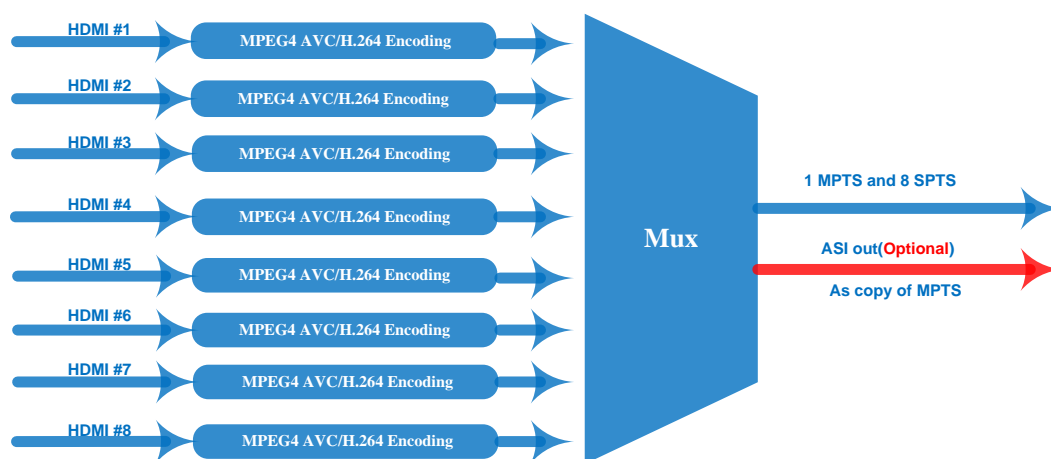 HDMI #1
MPEG4 AVC/H.264 Encoding
HDMI #2
MPEG4 AVC/H.264 Encoding
HDMI #3
MPEG4 AVC/H.264 Encoding
HDMI #4
MPEG4 AVC/H.264 Encoding
HDMI #5
MPEG4 AVC/H.264 Encoding
HDMI #6
MPEG4 AVC/H.264 Encoding
HDMI #7
MPEG4 AVC/H.264 Encoding
HDMI #8
MPEG4 AVC/H.264 Encoding
Mux
1 MPTS and 8 SPTS
ASI out(Optional)
As copy of MPTS